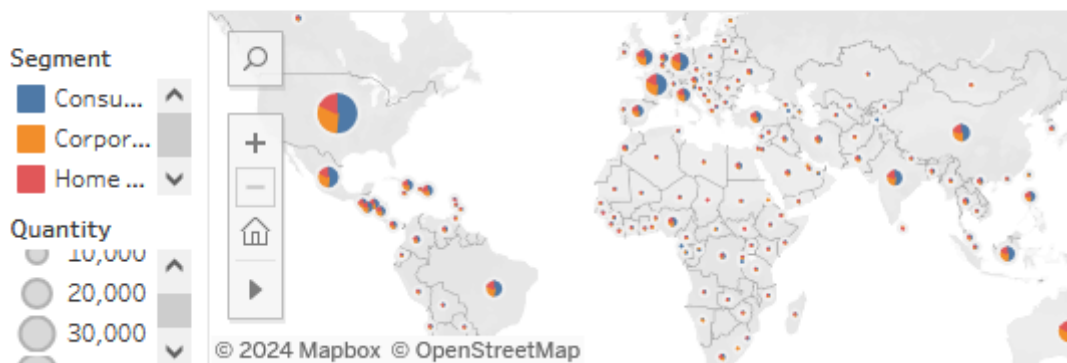 Segment
Consu...
Corpor...
Home ...
Quantity
10,000
20,000
30,000
© 2024 Mapbox © OpenStreetMap